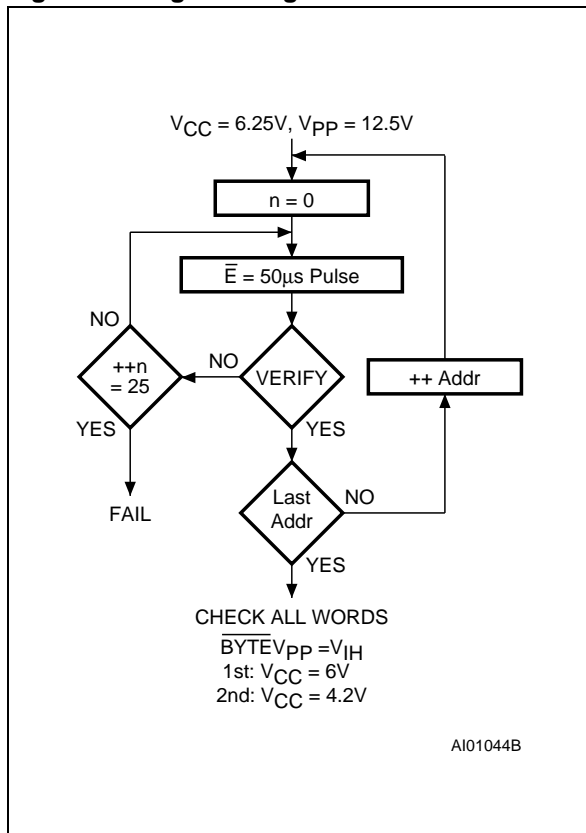 VCC = 6.25V, VPP = 12.5V
n = 0
E̅ = 50μs Pulse
NO
++n
= 25
NO
VERIFY
++ Addr
YES
YES
FAIL
Last
Addr
NO
YES
CHECK ALL WORDS
B̅Y̅T̅E̅VPP =VIH
1st: VCC = 6V
2nd: VCC = 4.2V
AI01044B